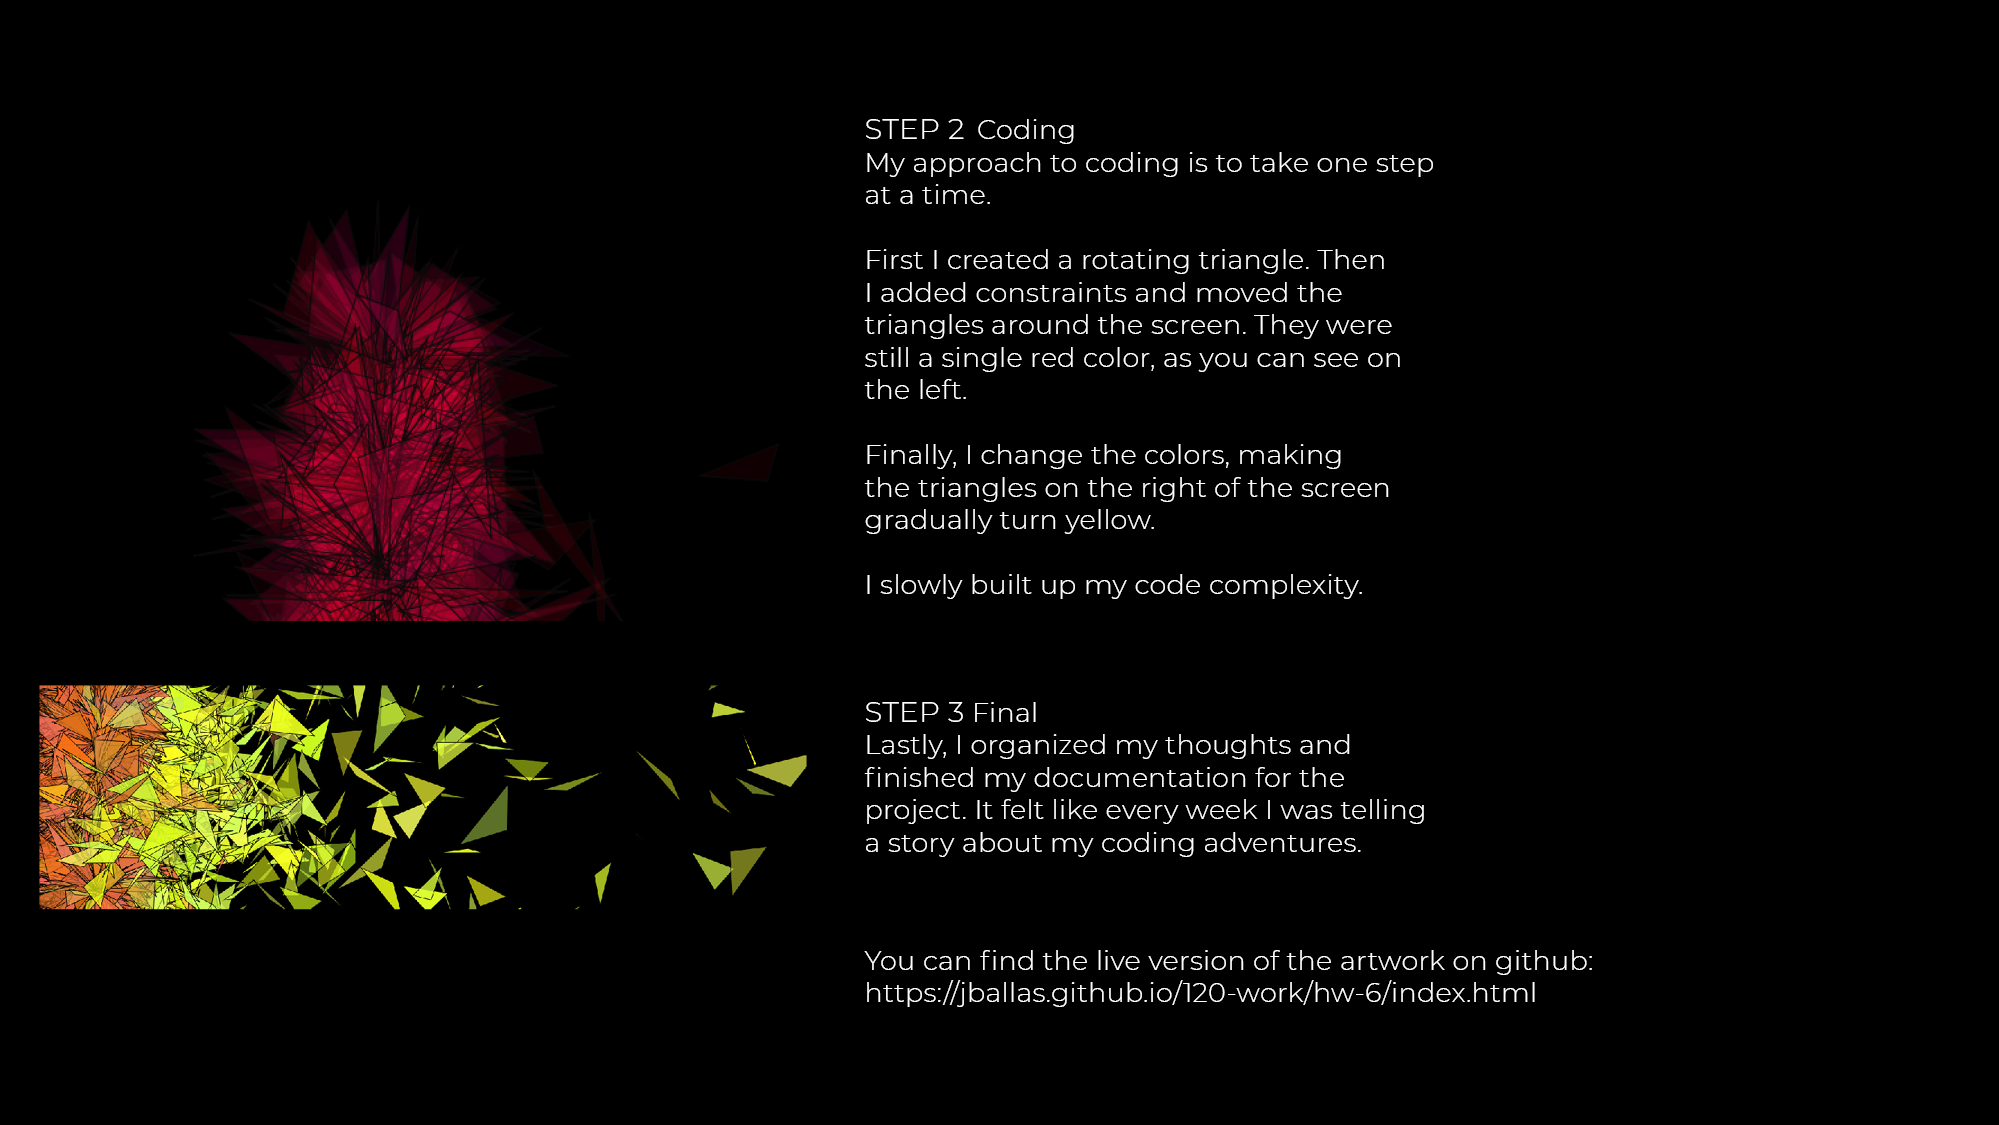 STEP 2 Coding
My approach to coding is to take one step
at a time.
First I created a rotating triangle. Then
I added constraints and moved the
triangles around the screen. They were
still a single red color, as you can see on
the left.
Finally, I change the colors, making
the triangles on the right of the screen
gradually turn yellow.
I slowly built up my code complexity.
STEP 3 Final
Lastly, I organized my thoughts and
finished my documentation for the
project. It felt like every week I was telling
a story about my coding adventures.
You can find the live version of the artwork on github:
https://jballas.github.io/120-work/hw-6/index.html